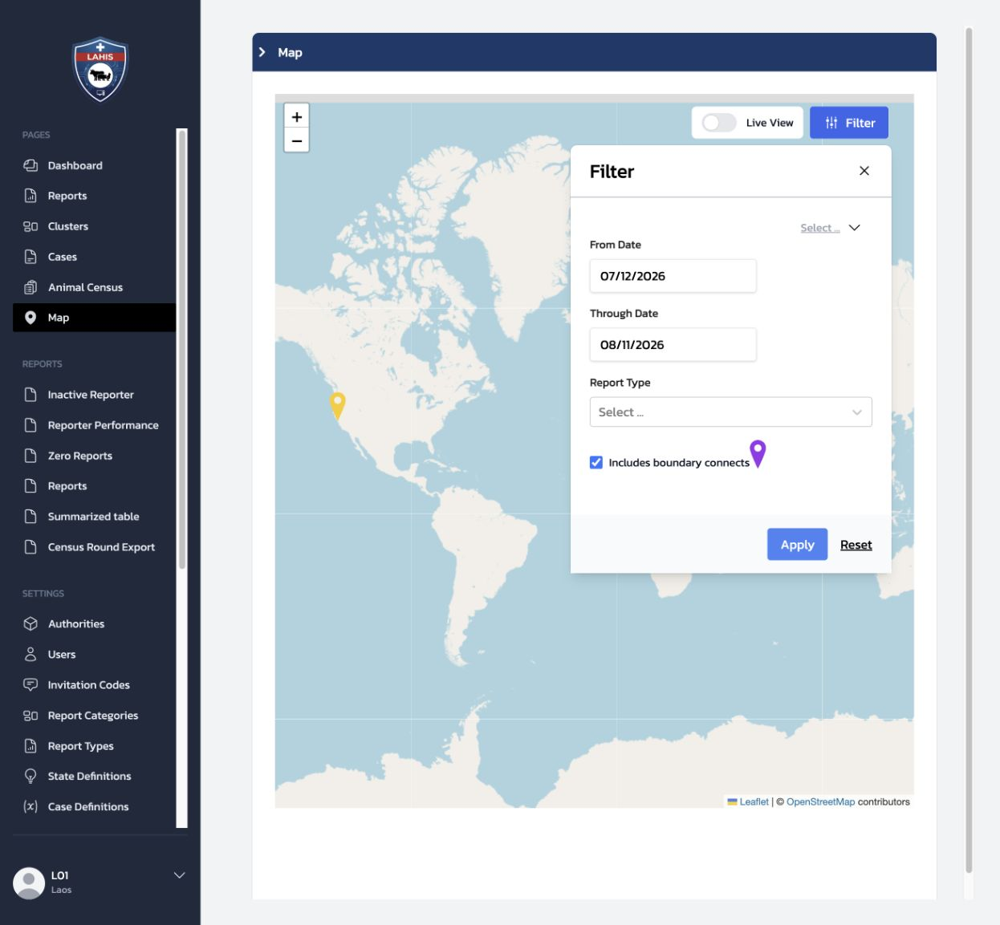 LAHIS
PAGES
Dashboard
Reports
Clusters
Cases
Animal Census
Map
REPORTS
Inactive Reporter
Reporter Performance
Zero Reports
Reports
Summarized table
Census Round Export
SETTINGS
Authorities
Users
Invitation Codes
Report Categories
Report Types
State Definitions
(x) Case Definitions
L01
Laos
Map
+
−
Live View
Filter
Filter
Select ...
From Date
07/12/2026
Through Date
08/11/2026
Report Type
Select ...
Includes boundary connects
Apply Reset
Leaflet | © OpenStreetMap contributors